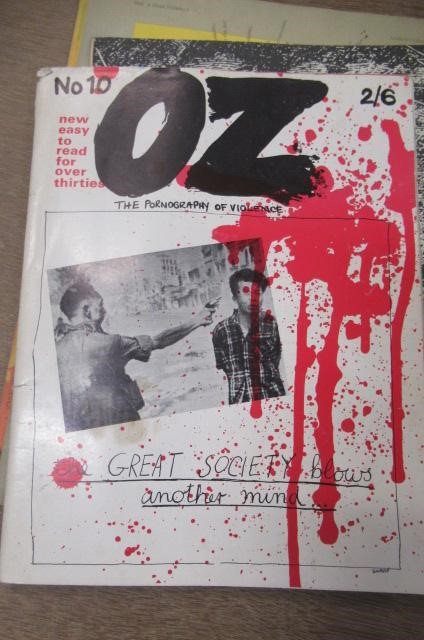 No 10
OZ
2/6
new
easy
to
read
for
over
thirties
THE PORNOGRAPHY OF VIOLENCE
GREAT SOCIETY blows
another mind...